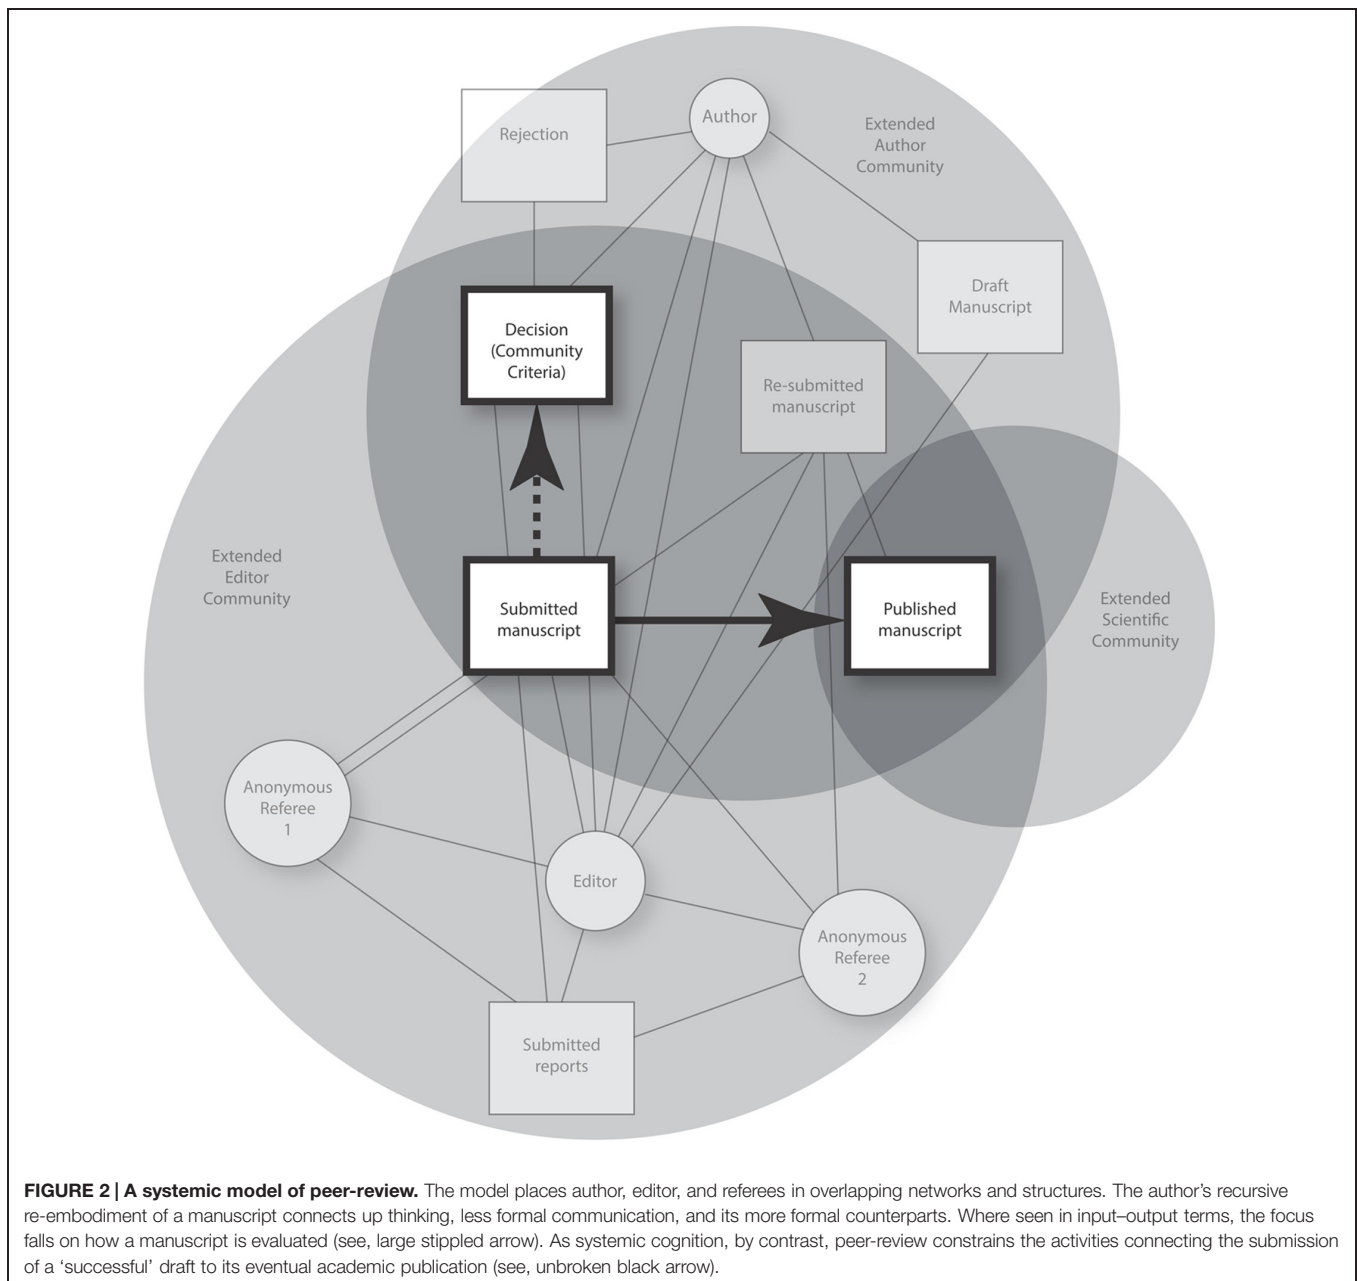 Rejection
Author
Extended
Author
Community
Draft
Manuscript
Decision
(Community
Criteria)
Re-submitted
manuscript
Extended
Editor
Community
Submitted
manuscript
Published
manuscript
Extended
Scientific
Community
Anonymous
Referee
1
Editor
Anonymous
Referee
2
Submitted
reports
FIGURE 2 | A systemic model of peer-review. The model places author, editor, and referees in overlapping networks and structures. The author's recursive
re-embodiment of a manuscript connects up thinking, less formal communication, and its more formal counterparts. Where seen in input–output terms, the focus
falls on how a manuscript is evaluated (see, large stippled arrow). As systemic cognition, by contrast, peer-review constrains the activities connecting the submission
of a 'successful' draft to its eventual academic publication (see, unbroken black arrow).